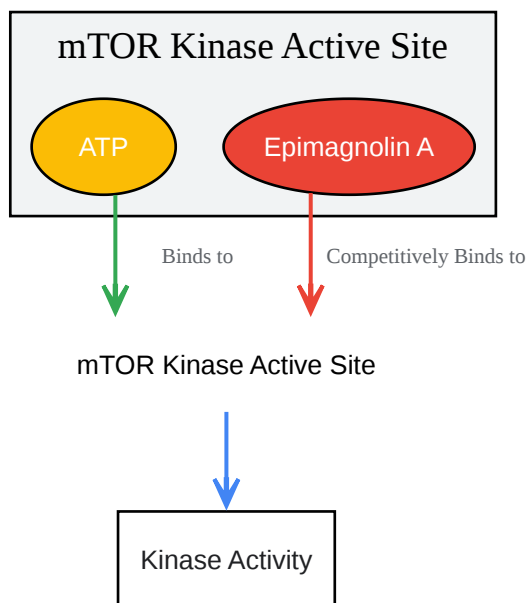 mTOR Kinase Active Site
ATP
Epimagnolin A
Binds to
Competitively Binds to
mTOR Kinase Active Site
Kinase Activity